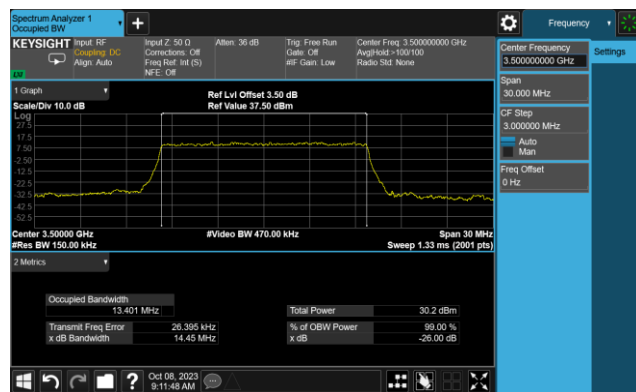 Spectrum Analyzer 1
Occupied BW
Frequency
KEYSIGHT
Input: RF
Coupling: DC
Align: Auto
Input Z: 50 Ω
Corrections: Off
Freq Ref: Int (S)
NFE: Off
Atten: 36 dB
Trig: Free Run
Gate: Off
#IF Gain: Low
Center Freq: 3.500000000 GHz
Avg|Hold:>100/100
Radio Std: None
Center Frequency
3.500000000 GHz
Settings
Span
30.000 MHz
CF Step
3.000000 MHz
Auto
Man
Freq Offset
0 Hz
1 Graph
Scale/Div 10.0 dB
Ref Lvl Offset 3.50 dB
Ref Value 37.50 dBm
Log
27.5
17.5
7.50
-2.50
-12.5
-22.5
-32.5
-42.5
-52.5
Center 3.50000 GHz
#Res BW 150.00 kHz
#Video BW 470.00 kHz
Span 30 MHz
Sweep 1.33 ms (2001 pts)
2 Metrics
Occupied Bandwidth
13.401 MHz
Total Power 30.2 dBm
Transmit Freq Error 26.395 kHz
% of OBW Power 99.00 %
x dB Bandwidth 14.45 MHz
x dB -26.00 dB
?
Oct 08, 2023
9:11:48 AM